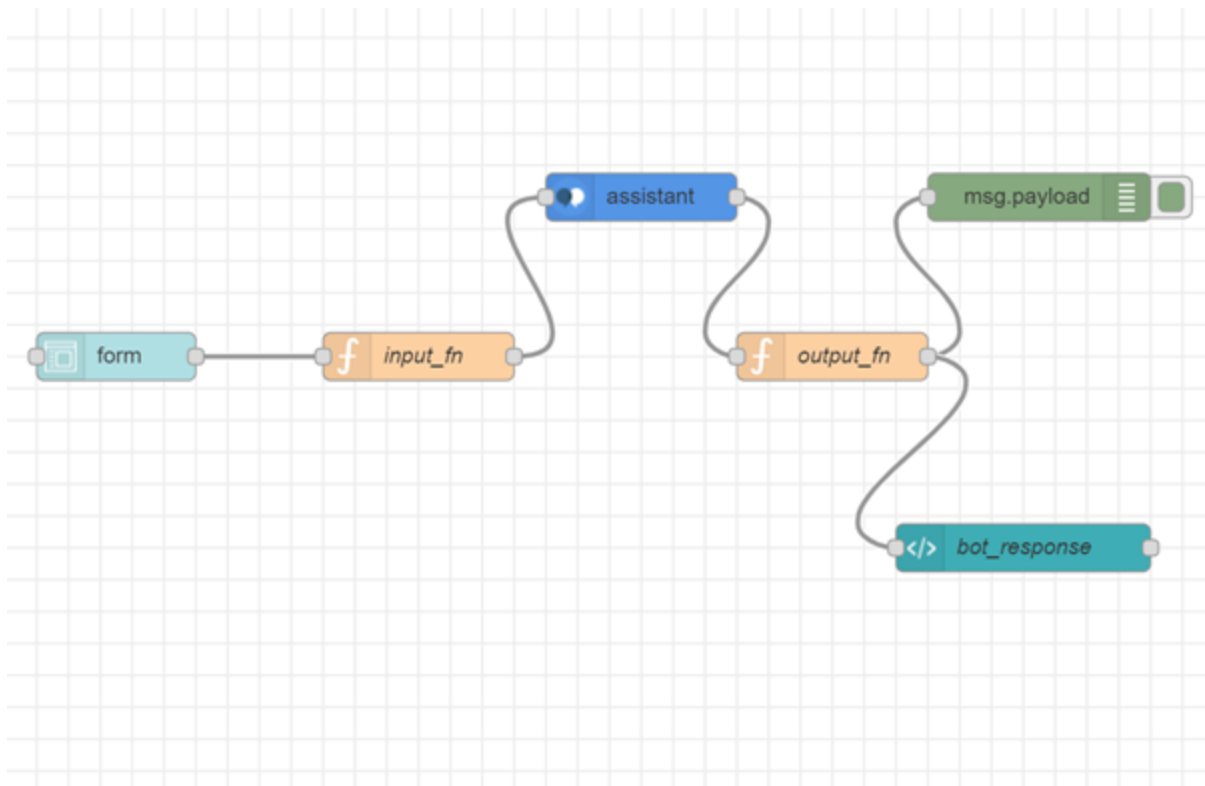 assistant
msg.payload
form
input_fn
output_fn
</> bot_response